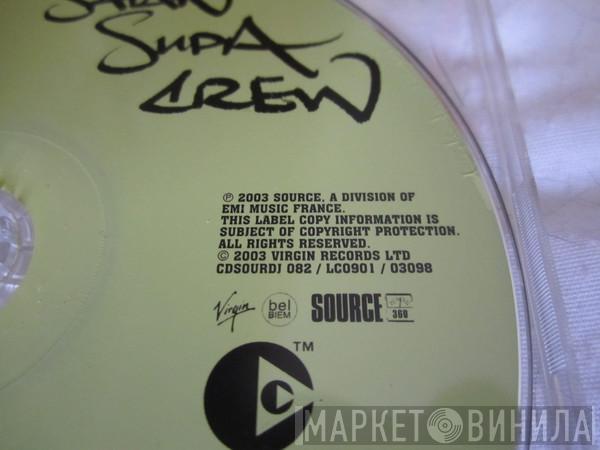 SUPA
CREW
℗ 2003 SOURCE, A DIVISION OF
EMI MUSIC FRANCE.
THIS LABEL COPY INFORMATION IS
SUBJECT OF COPYRIGHT PROTECTION.
ALL RIGHTS RESERVED.
© 2003 VIRGIN RECORDS LTD
CDSOURDJ 082 / LC0901 / 03098
Virgin bel BIEM SOURCE 360
C TM
МАРКЕТ ВИНИЛА